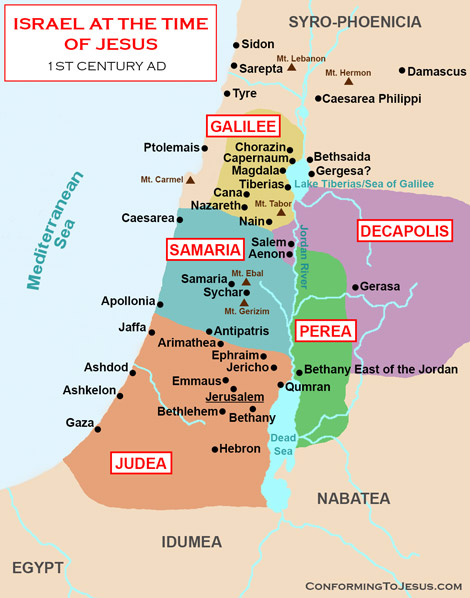 ISRAEL AT THE TIME
OF JESUS
1ST CENTURY AD
SYRO-PHOENICIA
Sidon
Mt. Lebanon
Sarepta
Mt. Hermon
Damascus
Tyre
Caesarea Philippi
GALILEE
Ptolemais
Chorazin
Capernaum
Bethsaida
Magdala
Gergesa?
Mt. Carmel
Tiberias
Lake Tiberias/Sea of Galilee
Cana
Nazareth
Mt. Tabor
Mediterranean
Sea
Caesarea
Nain
Jordan River
DECAPOLIS
SAMARIA
Salem
Aenon
Mt. Ebal
Samaria
Sychar
Gerasa
Apollonia
Mt. Gerizim
Jaffa
Antipatris
PEREA
Arimathea
Ephraim
Jericho
Bethany East of the Jordan
Ashdod
Emmaus
Qumran
Ashkelon
Jerusalem
Bethlehem
Bethany
Gaza
Dead
Sea
Hebron
JUDEA
NABATEA
IDUMEA
EGYPT
CONFORMINGTOJESUS.COM